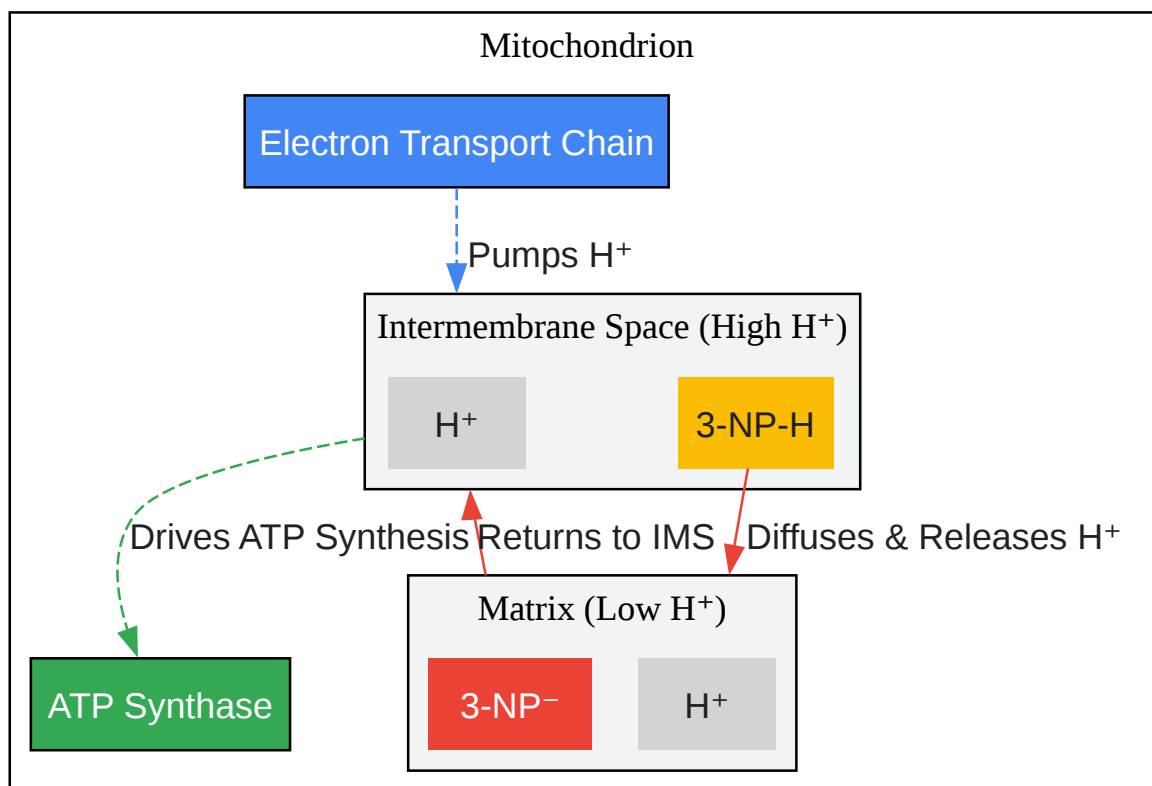 Mitochondrion
Electron Transport Chain
Pumps H⁺
Intermembrane Space (High H⁺)
H⁺
3-NP-H
Drives ATP Synthesis
Returns to IMS
Diffuses & Releases H⁺
Matrix (Low H⁺)
ATP Synthase
3-NP⁻
H⁺